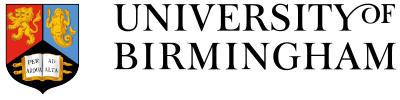 UNIVERSITY OF
BIRMINGHAM
PER AD
ARDUA ALTA